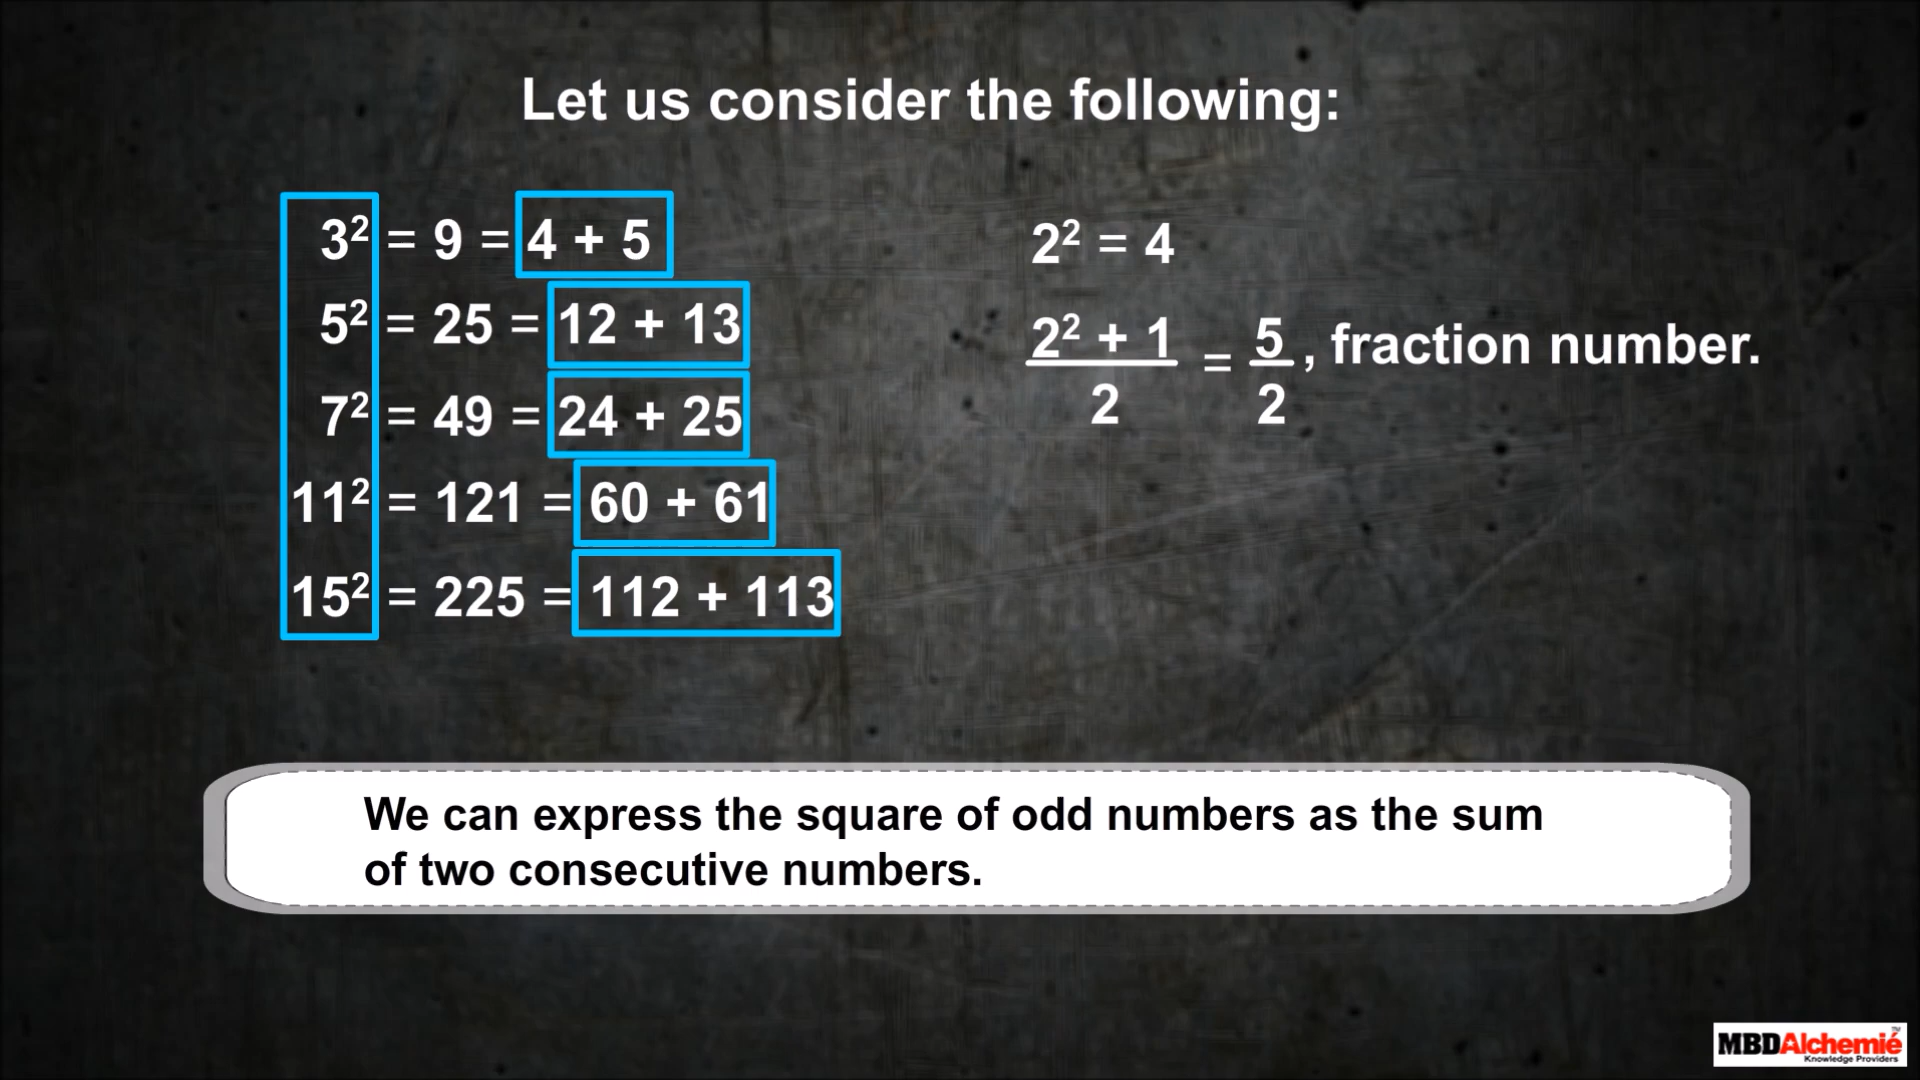 Let us consider the following:
3² = 9 = 4 + 5
5² = 25 = 12 + 13
7² = 49 = 24 + 25
11² = 121 = 60 + 61
15² = 225 = 112 + 113
2² = 4
2² + 1
2
=
5
2
, fraction number.
We can express the square of odd numbers as the sum
of two consecutive numbers.
MBDAlchemié™
Knowledge Providers